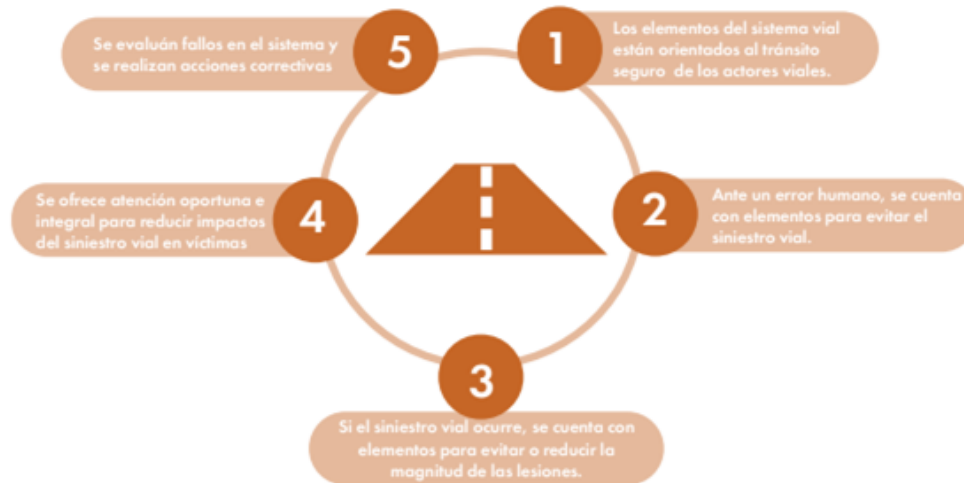 1
Los elementos del sistema vial
están orientados al tránsito
seguro de los actores viales.
2
Ante un error humano, se cuenta
con elementos para evitar el
siniestro vial.
3
Si el siniestro vial ocurre, se cuenta con
elementos para evitar o reducir la
magnitud de las lesiones.
4
Se ofrece atención oportuna e
integral para reducir impactos
del siniestro vial en víctimas
5
Se evaluán fallos en el sistema y
se realizan acciones correctivas